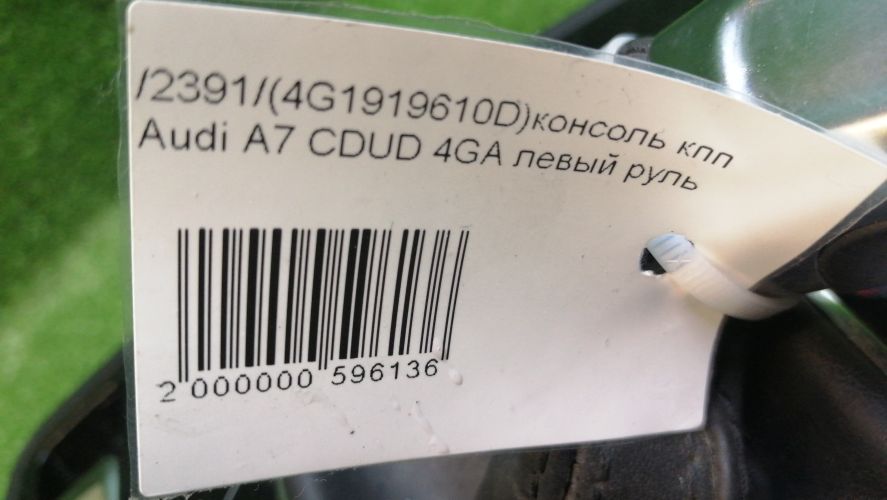 /2391/(4G1919610D)консоль кпп
Audi A7 CDUD 4GA левый руль
2 000000 596136